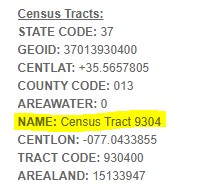 Census Tracts:
STATE CODE: 37
GEOID: 37013930400
CENTLAT: +35.5657805
COUNTY CODE: 013
AREAWATER: 0
NAME: Census Tract 9304
CENTLON: -077.0433855
TRACT CODE: 930400
AREALAND: 15133947